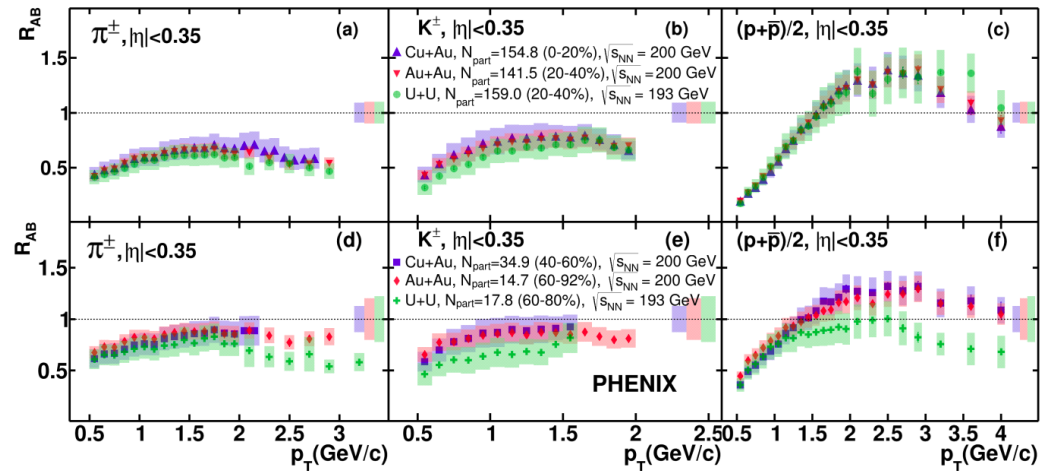 R_AB
π±, |η|<0.35 (a)
K±, |η|<0.35 (b)
(p+p̅)/2, |η|<0.35 (c)
Cu+Au, N_part=154.8 (0-20%), √s_NN = 200 GeV
Au+Au, N_part=141.5 (20-40%), √s_NN = 200 GeV
U+U, N_part=159.0 (20-40%), √s_NN = 193 GeV
1.5
1
0.5
R_AB
π±, |η|<0.35 (d)
K±, |η|<0.35 (e)
(p+p̅)/2, |η|<0.35 (f)
Cu+Au, N_part=34.9 (40-60%), √s_NN = 200 GeV
Au+Au, N_part=14.7 (60-92%), √s_NN = 200 GeV
U+U, N_part=17.8 (60-80%), √s_NN = 193 GeV
1.5
1
0.5
PHENIX
0.5 1 1.5 2 2.5 3
0.5 1 1.5 2 2.5
0.5 1 1.5 2 2.5 3 3.5 4
p_T(GeV/c) p_T(GeV/c) p_T(GeV/c)